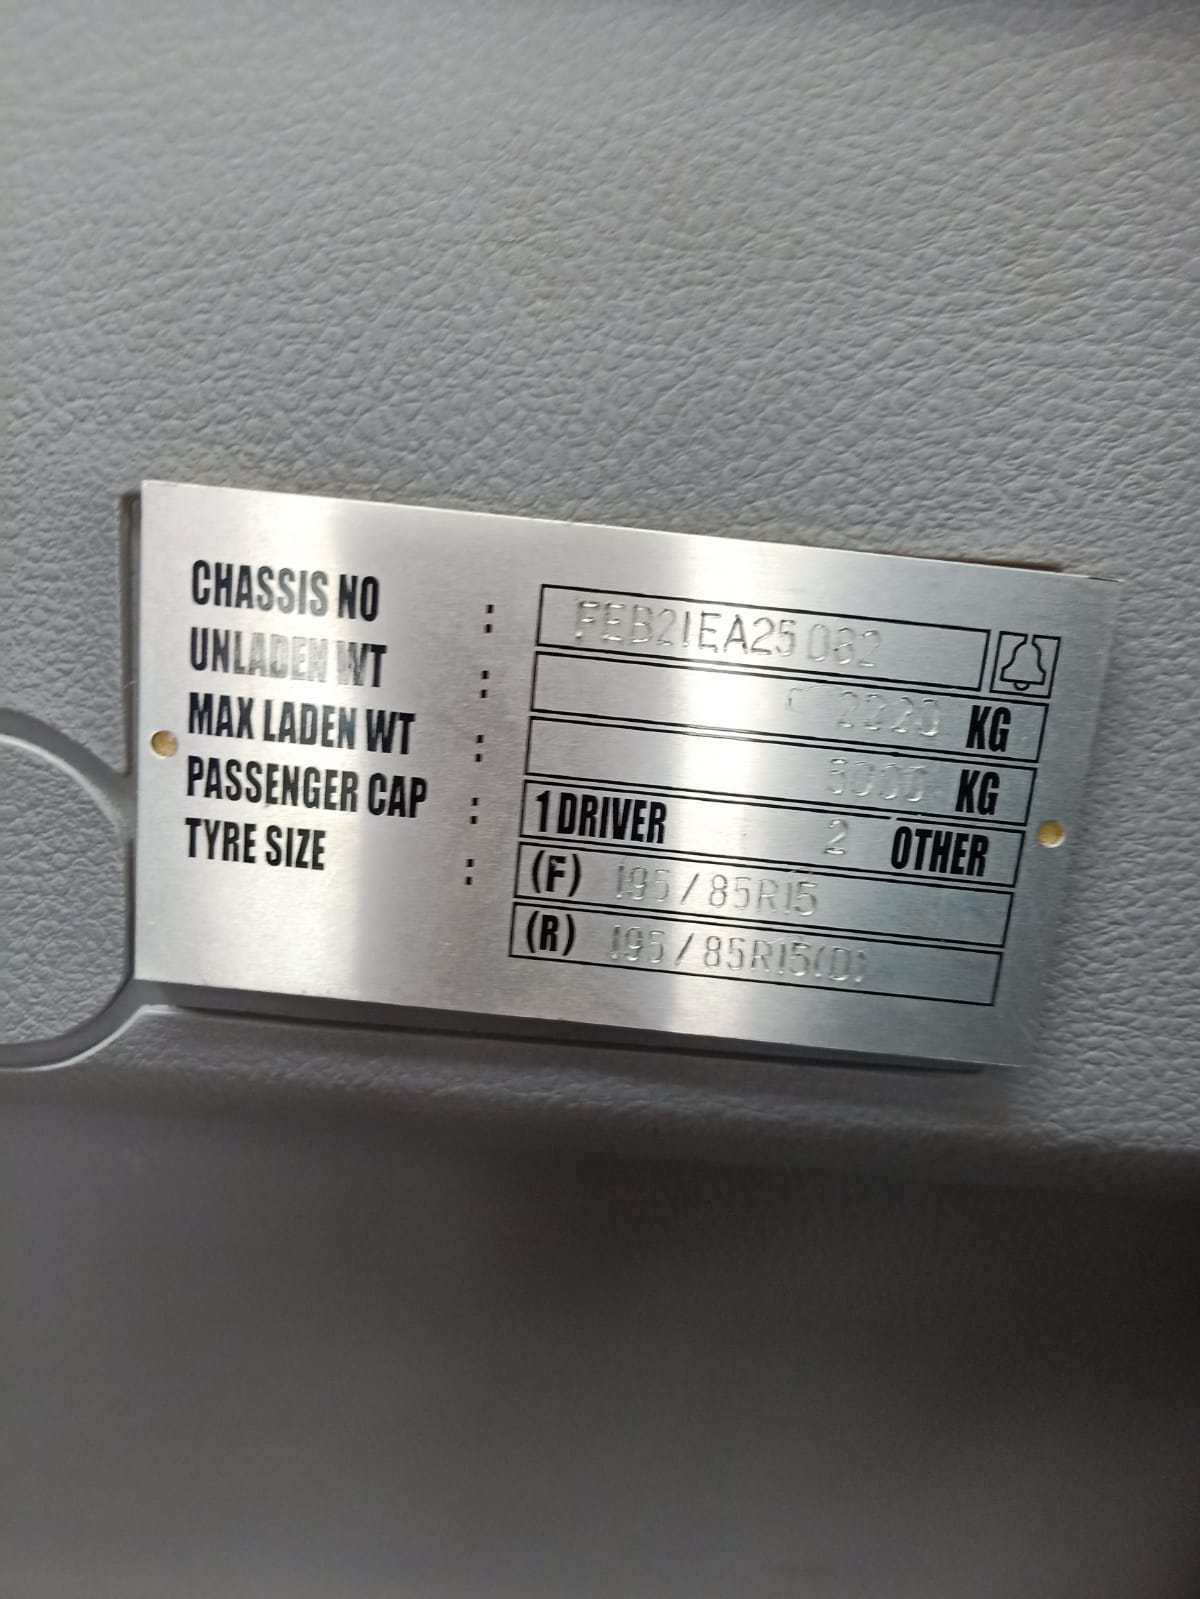 CHASSIS NO : FEB21EA25082
UNLADEN WT : 2220 KG
MAX LADEN WT : 5000 KG
PASSENGER CAP : 1 DRIVER 2 OTHER
TYRE SIZE : (F) 195/85R15
(R) 195/85R15(D)